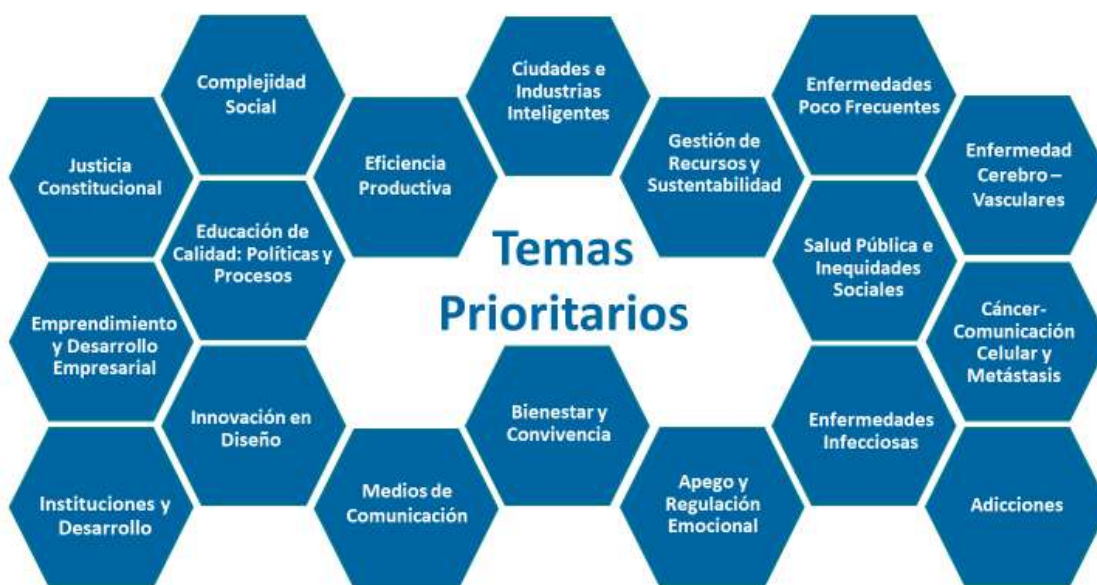 Complejidad
Social
Ciudades e
Industrias
Inteligentes
Enfermedades
Poco Frecuentes
Justicia
Constitucional
Eficiencia
Productiva
Gestión de
Recursos y
Sustentabilidad
Enfermedad
Cerebro –
Vasculares
Educación de
Calidad: Políticas y
Procesos
Temas
Prioritarios
Salud Pública e
Inequidades
Sociales
Emprendimiento
y Desarrollo
Empresarial
Cáncer-
Comunicación
Celular y
Metástasis
Innovación en
Diseño
Bienestar y
Convivencia
Enfermedades
Infecciosas
Instituciones y
Desarrollo
Medios de
Comunicación
Apego y
Regulación
Emocional
Adicciones